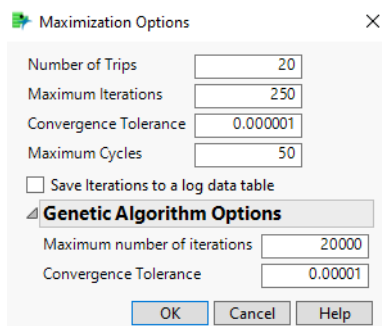 Maximization Options
Number of Trips 20
Maximum Iterations 250
Convergence Tolerance 0.000001
Maximum Cycles 50
Save Iterations to a log data table
Genetic Algorithm Options
Maximum number of iterations 20000
Convergence Tolerance 0.00001
OK Cancel Help